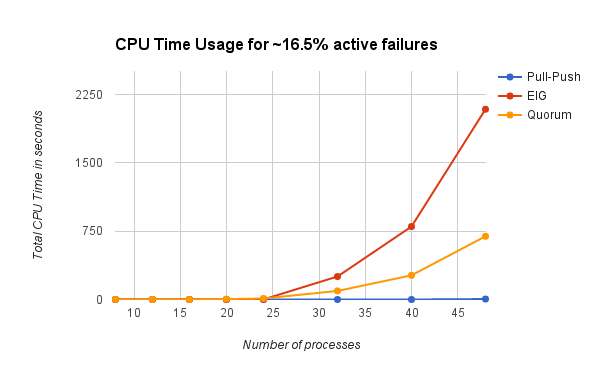 CPU Time Usage for ~16.5% active failures
Pull-Push
EIG
Quorum
2250
1500
750
0
Total CPU Time in seconds
10 15 20 25 30 35 40 45
Number of processes